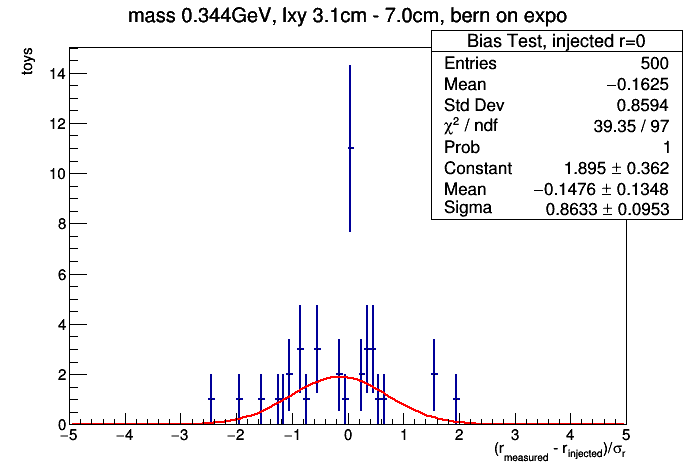 mass 0.344GeV, lxy 3.1cm - 7.0cm, bern on expo
toys
Bias Test, injected r=0
Entries 500
Mean −0.1625
Std Dev 0.8594
χ² / ndf 39.35 / 97
Prob 1
Constant 1.895 ± 0.362
Mean −0.1476 ± 0.1348
Sigma 0.8633 ± 0.0953
14
12
10
8
6
4
2
0
−5 −4 −3 −2 −1 0 1 2 3 4 5
(r_measured - r_injected)/σ_r